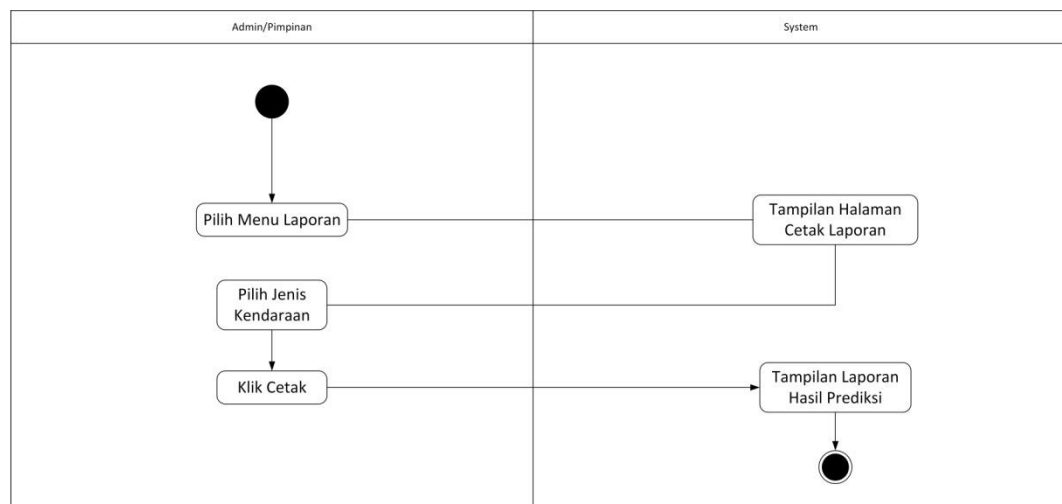 Admin/Pimpinan
System
Pilih Menu Laporan
Tampilan Halaman
Cetak Laporan
Pilih Jenis
Kendaraan
Klik Cetak
Tampilan Laporan
Hasil Prediksi